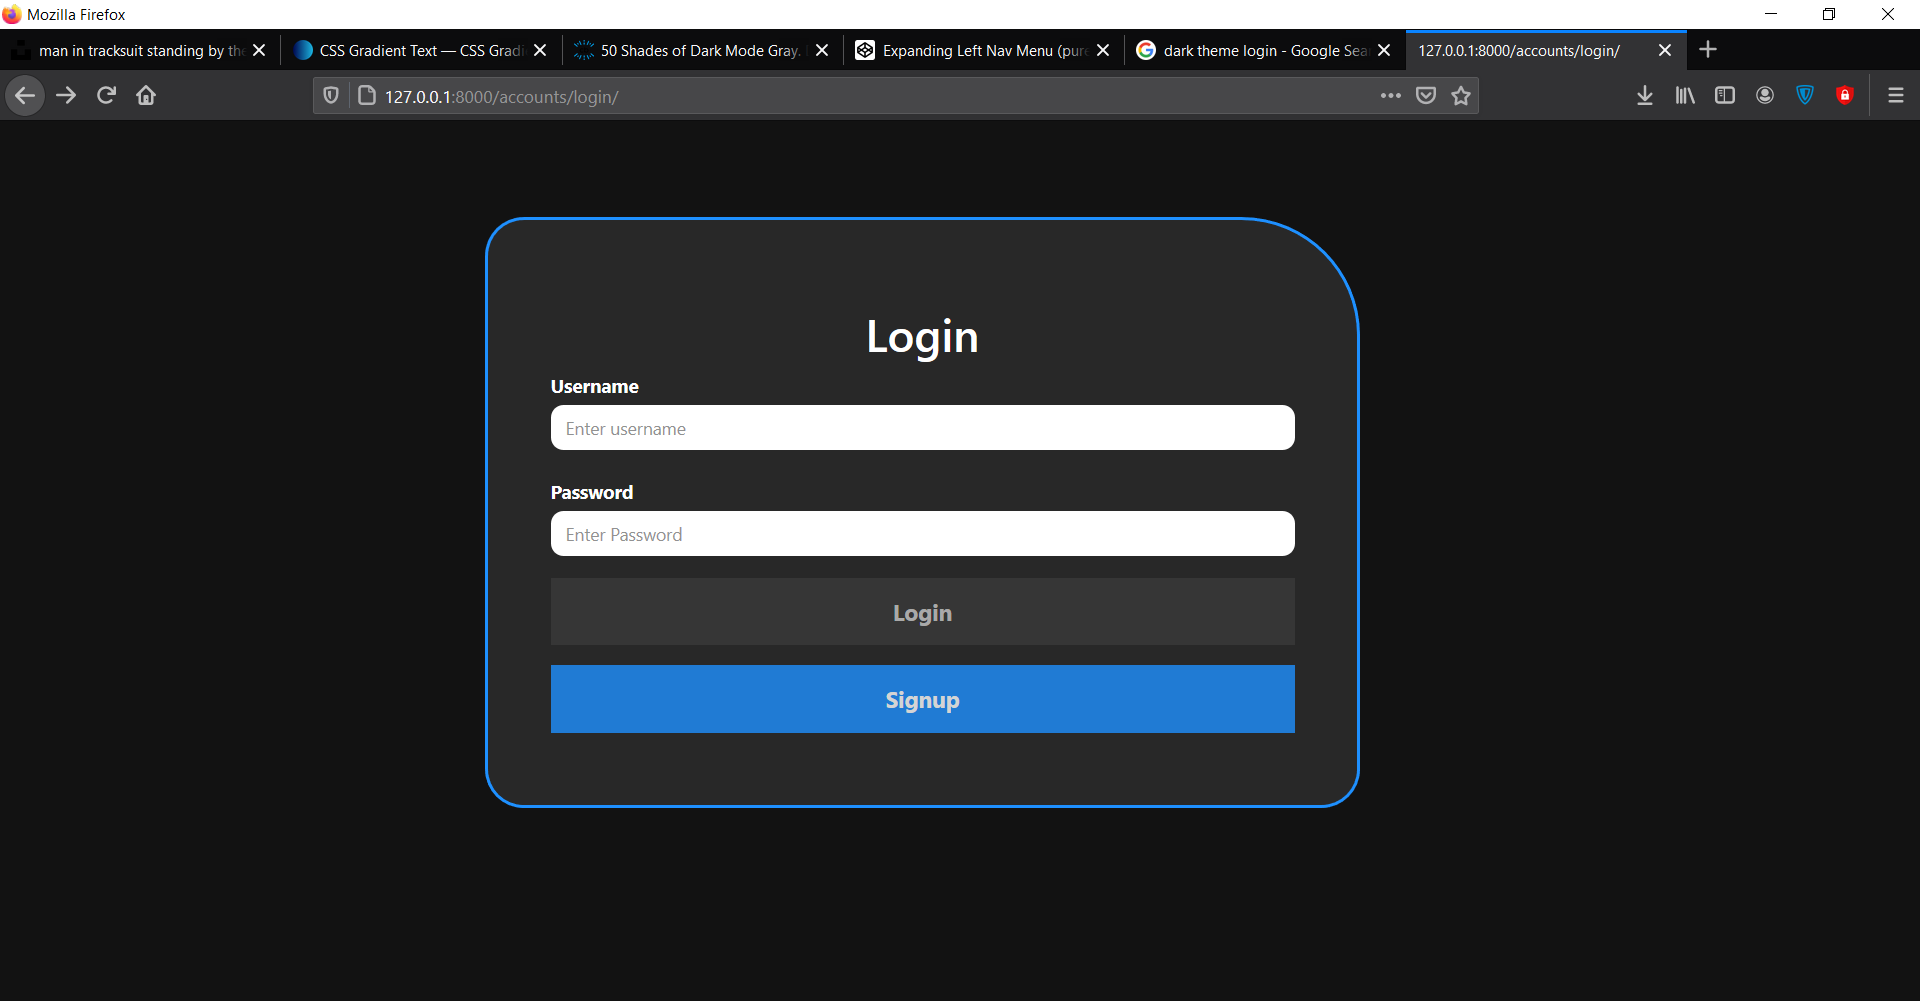 Mozilla Firefox
man in tracksuit standing by the
CSS Gradient Text — CSS Gradi
50 Shades of Dark Mode Gray.
Expanding Left Nav Menu (pure
dark theme login - Google Sea
127.0.0.1:8000/accounts/login/
127.0.0.1:8000/accounts/login/
Login
Username
Enter username
Password
Enter Password
Login
Signup